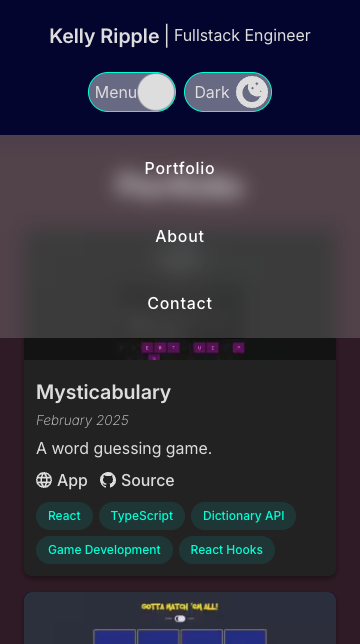 Kelly Ripple | Fullstack Engineer
Menu Dark
Portfolio
About
Contact
Mysticabulary
February 2025
A word guessing game.
App Source
React TypeScript Dictionary API
Game Development React Hooks
GOTTA MATCH 'EM ALL!